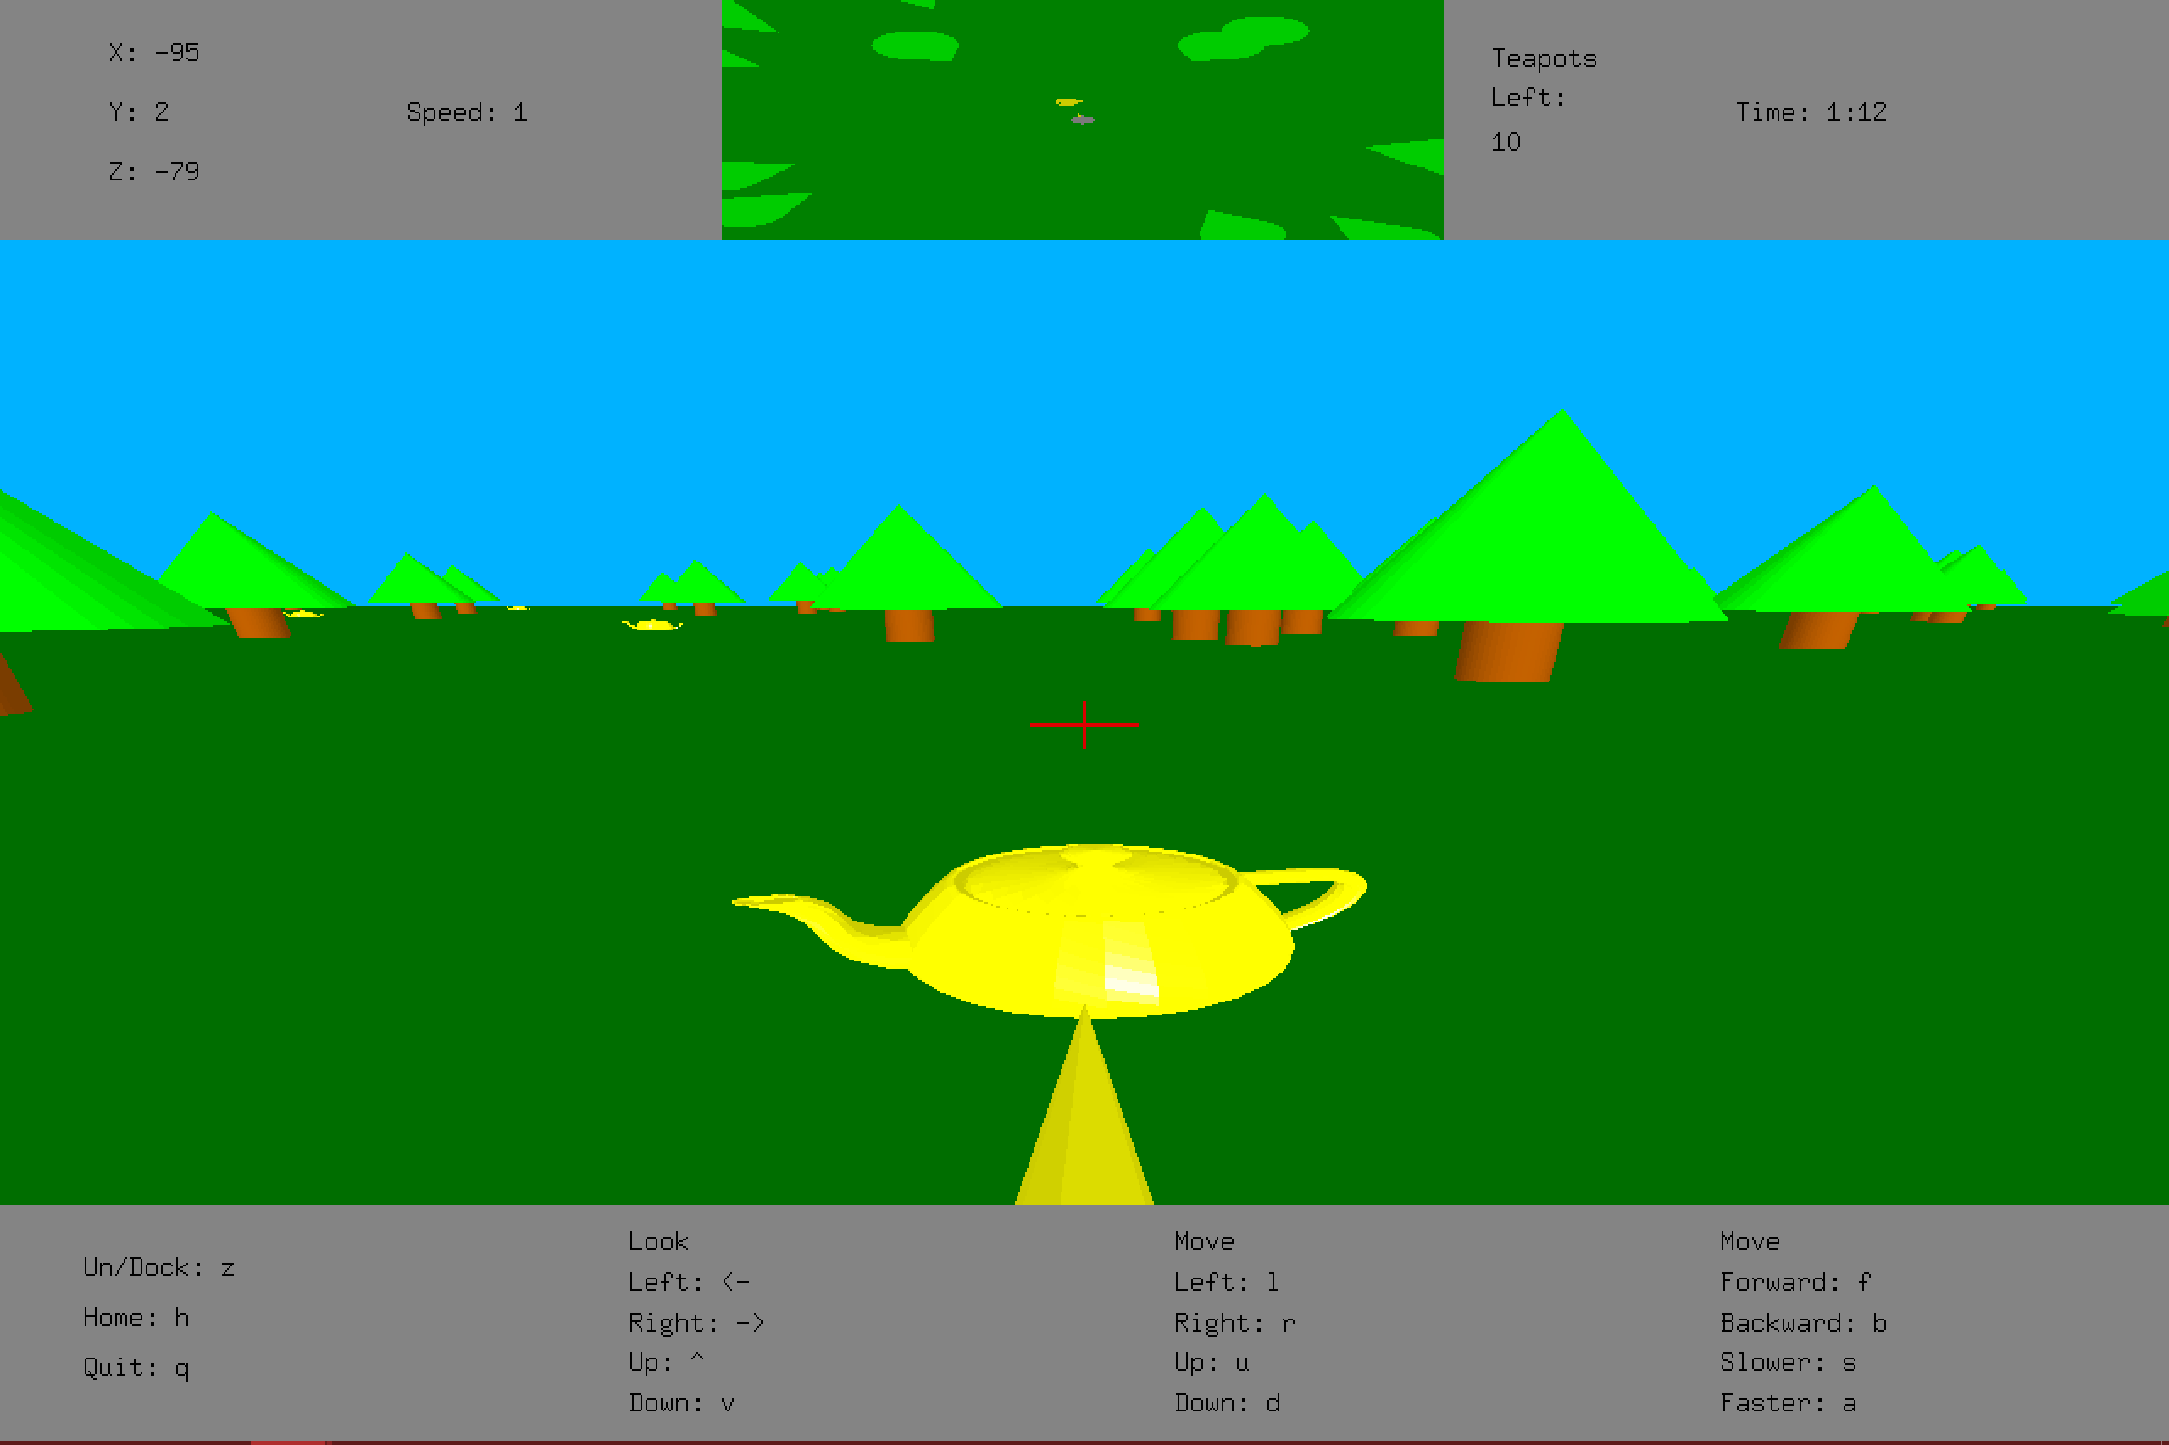 X: -95
Y: 2
Z: -79
Speed: 1
Teapots
Left:
10
Time: 1:12
Un/Dock: z
Home: h
Quit: q
Look
Left: <-
Right: ->
Up: ^
Down: v
Move
Left: l
Right: r
Up: u
Down: d
Move
Forward: f
Backward: b
Slower: s
Faster: a